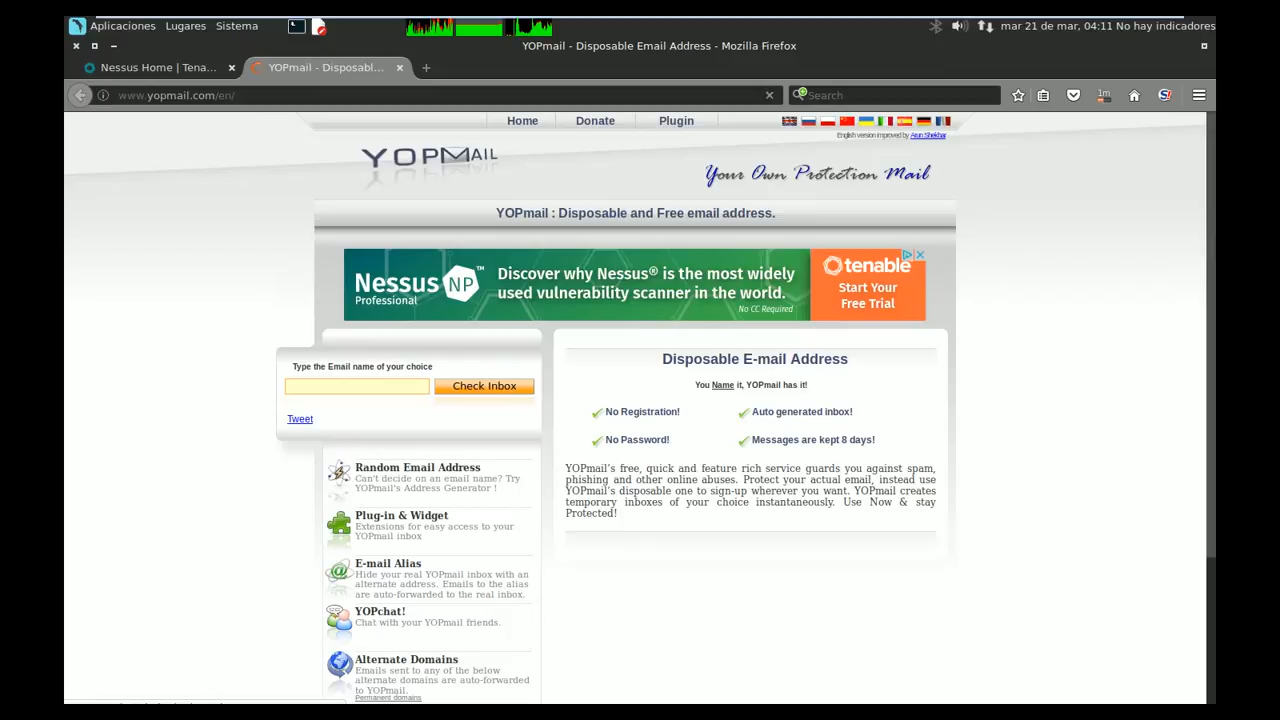 Aplicaciones Lugares Sistema
mar 21 de mar, 04:11 No hay indicadores
YOPmail - Disposable Email Address - Mozilla Firefox
Nessus Home | Tena...
YOPmail - Disposabl...
www.yopmail.com/en/
Search
1m
Home Donate Plugin
English version improved by Arun Shekhar
YOPMAIL
Your Own Protection Mail
YOPmail : Disposable and Free email address.
Nessus NP™
Professional
Discover why Nessus® is the most widely
used vulnerability scanner in the world.
No CC Required
tenable
Start Your
Free Trial
Type the Email name of your choice
Check Inbox
Tweet
Disposable E-mail Address
You Name it, YOPmail has it!
No Registration! Auto generated inbox!
No Password! Messages are kept 8 days!
YOPmail’s free, quick and feature rich service guards you against spam,
phishing and other online abuses. Protect your actual email, instead use
YOPmail’s disposable one to sign-up wherever you want. YOPmail creates
temporary inboxes of your choice instantaneously. Use Now & stay
Protected!
Random Email Address
Can't decide on an email name? Try
YOPmail's Address Generator !
Plug-in & Widget
Extensions for easy access to your
YOPmail inbox
E-mail Alias
Hide your real YOPmail inbox with an
alternate address. Emails to the alias
are auto-forwarded to the real inbox.
YOPchat!
Chat with your YOPmail friends.
Alternate Domains
Emails sent to any of the below
alternate domains are auto-forwarded
to YOPmail.
Permanent domains